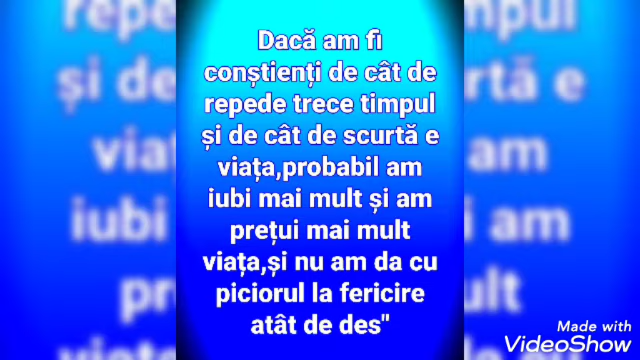 Dacă am fi
conștienți de cât de
repede trece timpul
și de cât de scurtă e
viața,probabil am
iubi mai mult și am
prețui mai mult
viața,și nu am da cu
piciorul la fericire
atât de des"
Made with
VideoShow